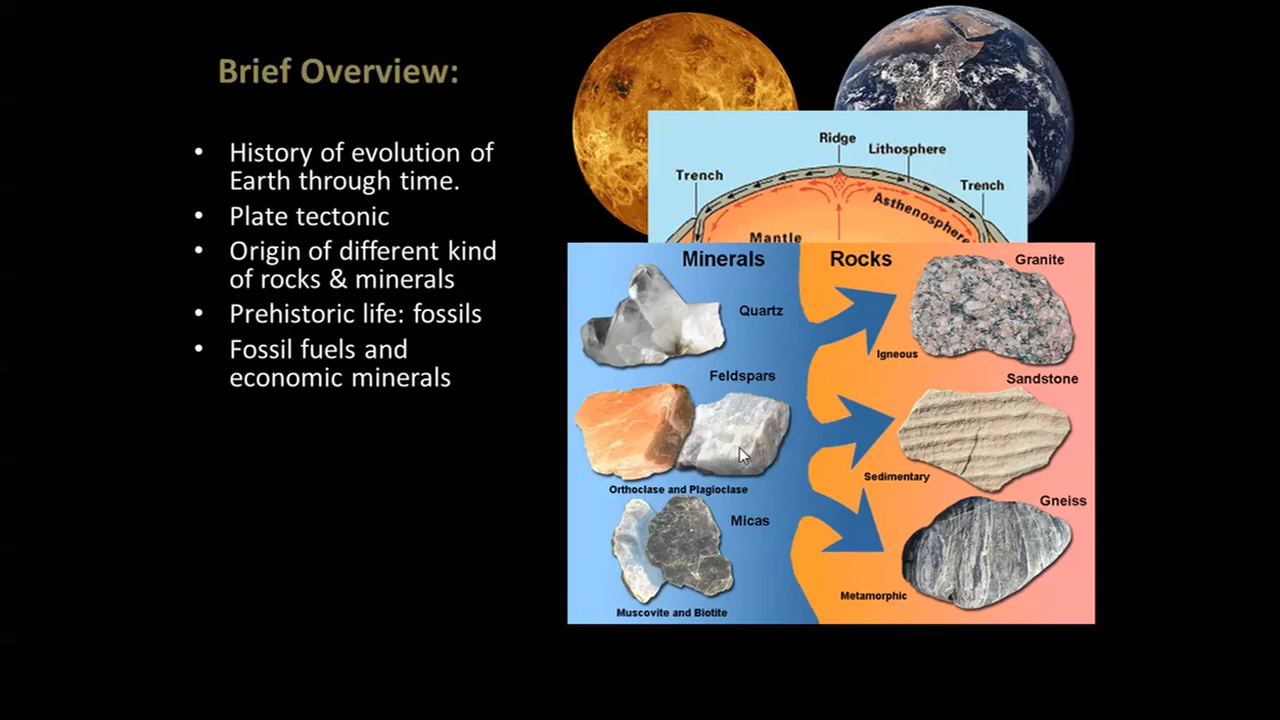 Brief Overview:
• History of evolution of
Earth through time.
• Plate tectonic
• Origin of different kind
of rocks & minerals
• Prehistoric life: fossils
• Fossil fuels and
economic minerals
Ridge
Lithosphere
Trench
Trench
Asthenosphere
Mantle
Minerals
Rocks
Quartz
Granite
Igneous
Feldspars
Sandstone
Orthoclase and Plagioclase
Sedimentary
Micas
Gneiss
Muscovite and Biotite
Metamorphic